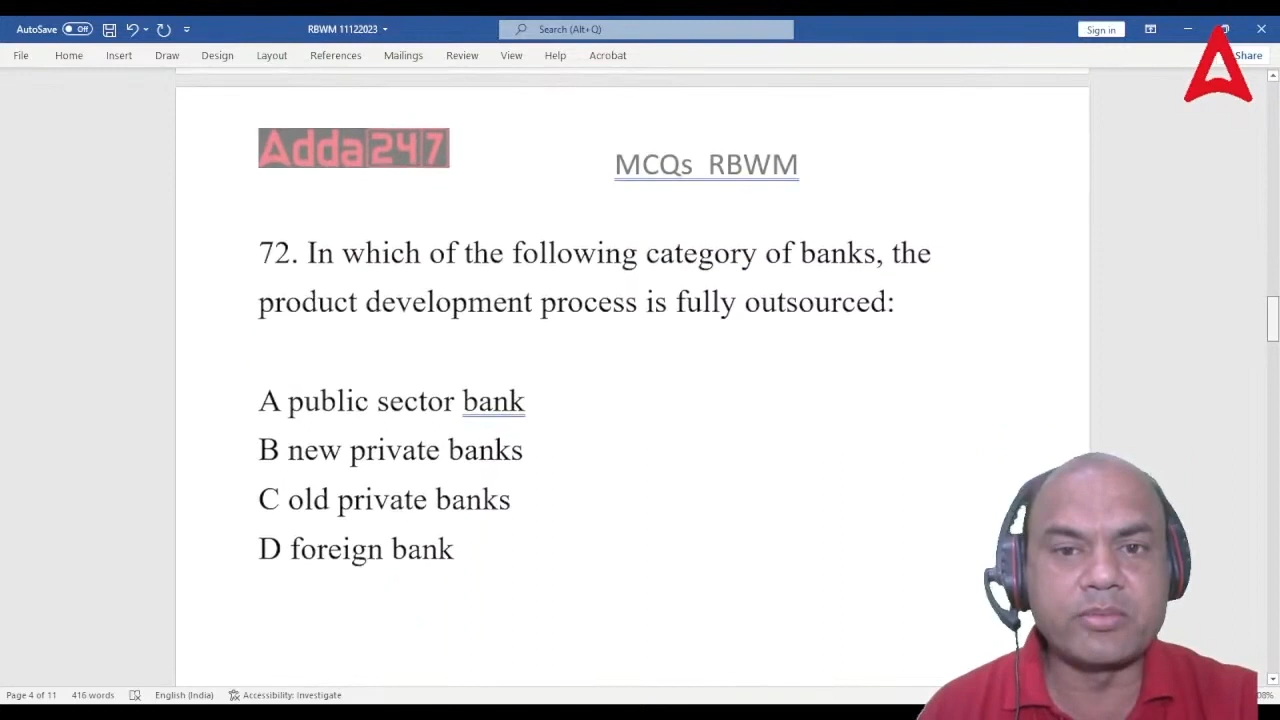 AutoSave Off RBWM 11122023 Search (Alt+Q) Sign in
File Home Insert Draw Design Layout References Mailings Review View Help Acrobat Share
Adda247
MCQs RBWM
72. In which of the following category of banks, the
product development process is fully outsourced:
A public sector bank
B new private banks
C old private banks
D foreign bank
Page 4 of 11 416 words English (India) Accessibility: Investigate